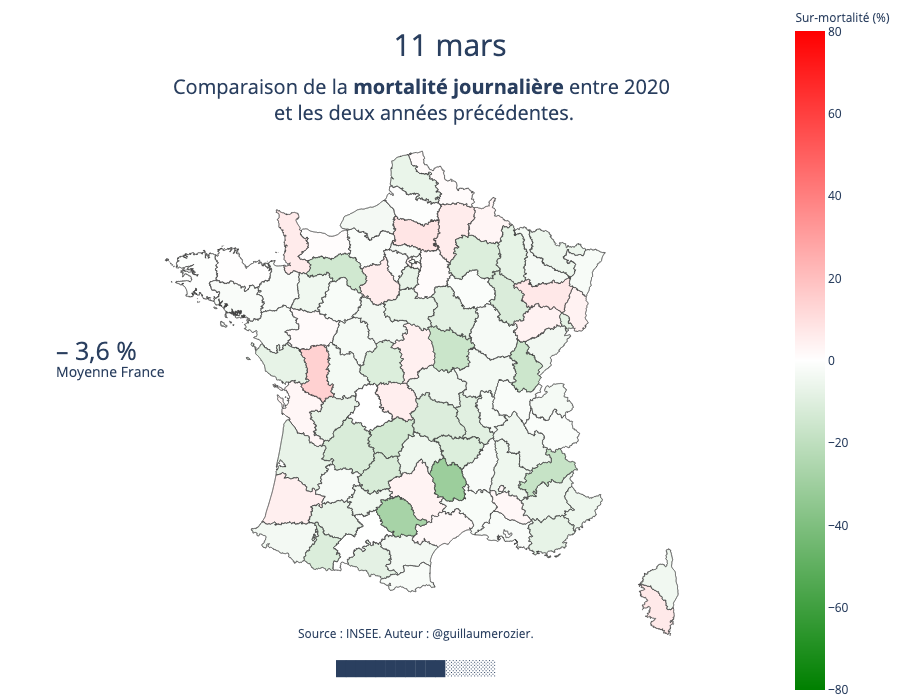 11 mars
Comparaison de la mortalité journalière entre 2020
et les deux années précédentes.
Sur-mortalité (%)
80
60
40
20
0
−20
−40
−60
−80
– 3,6 %
Moyenne France
Source : INSEE. Auteur : @guillaumerozier.